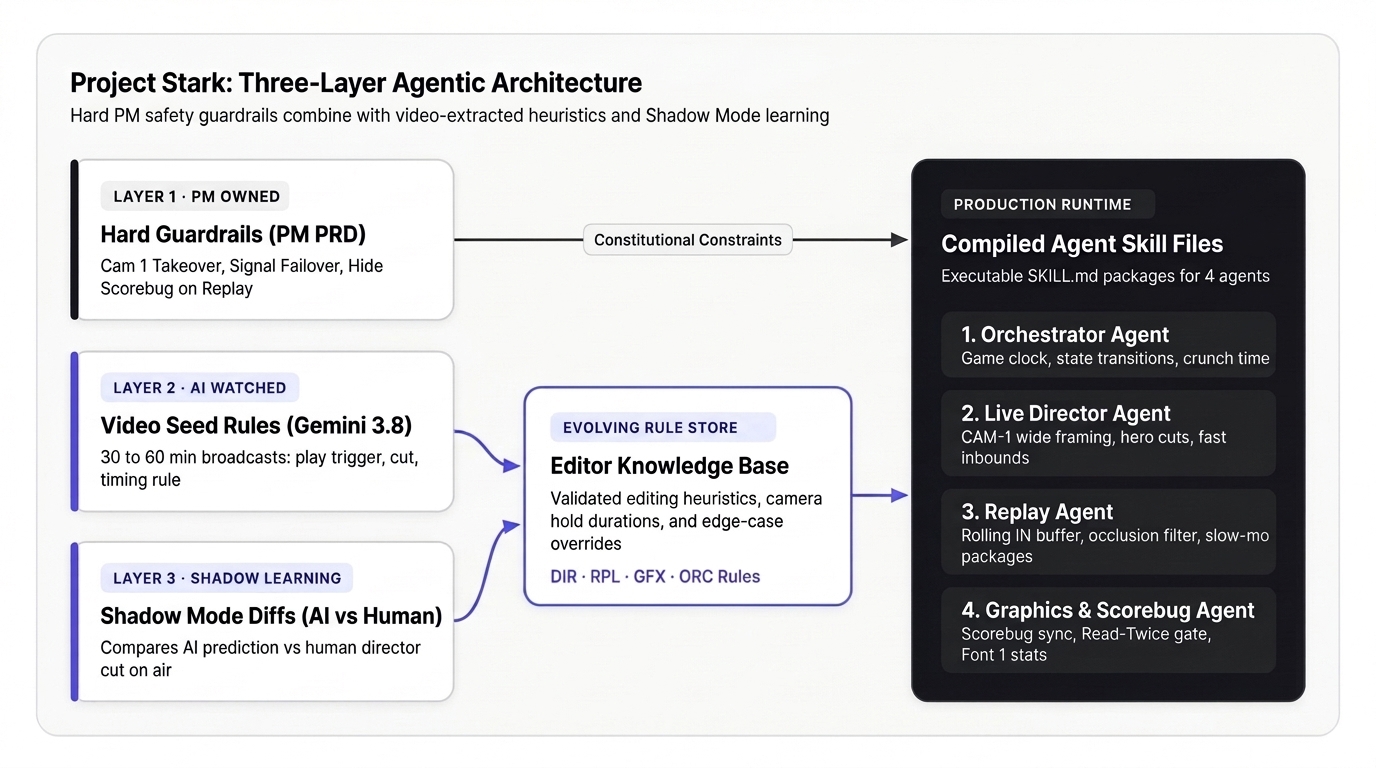 Project Stark: Three-Layer Agentic Architecture
Hard PM safety guardrails combine with video-extracted heuristics and Shadow Mode learning
LAYER 1 · PM OWNED
Hard Guardrails (PM PRD)
Cam 1 Takeover, Signal Failover, Hide
Scorebug on Replay
Constitutional Constraints
LAYER 2 · AI WATCHED
Video Seed Rules (Gemini 3.8)
30 to 60 min broadcasts: play trigger, cut,
timing rule
LAYER 3 · SHADOW LEARNING
Shadow Mode Diffs (AI vs Human)
Compares AI prediction vs human director
cut on air
EVOLVING RULE STORE
Editor Knowledge Base
Validated editing heuristics, camera
hold durations, and edge-case
overrides
DIR · RPL · GFX · ORC Rules
PRODUCTION RUNTIME
Compiled Agent Skill Files
Executable SKILL.md packages for 4 agents
1. Orchestrator Agent
Game clock, state transitions, crunch time
2. Live Director Agent
CAM-1 wide framing, hero cuts, fast
inbounds
3. Replay Agent
Rolling IN buffer, occlusion filter, slow-mo
packages
4. Graphics & Scorebug Agent
Scorebug sync, Read-Twice gate,
Font 1 stats